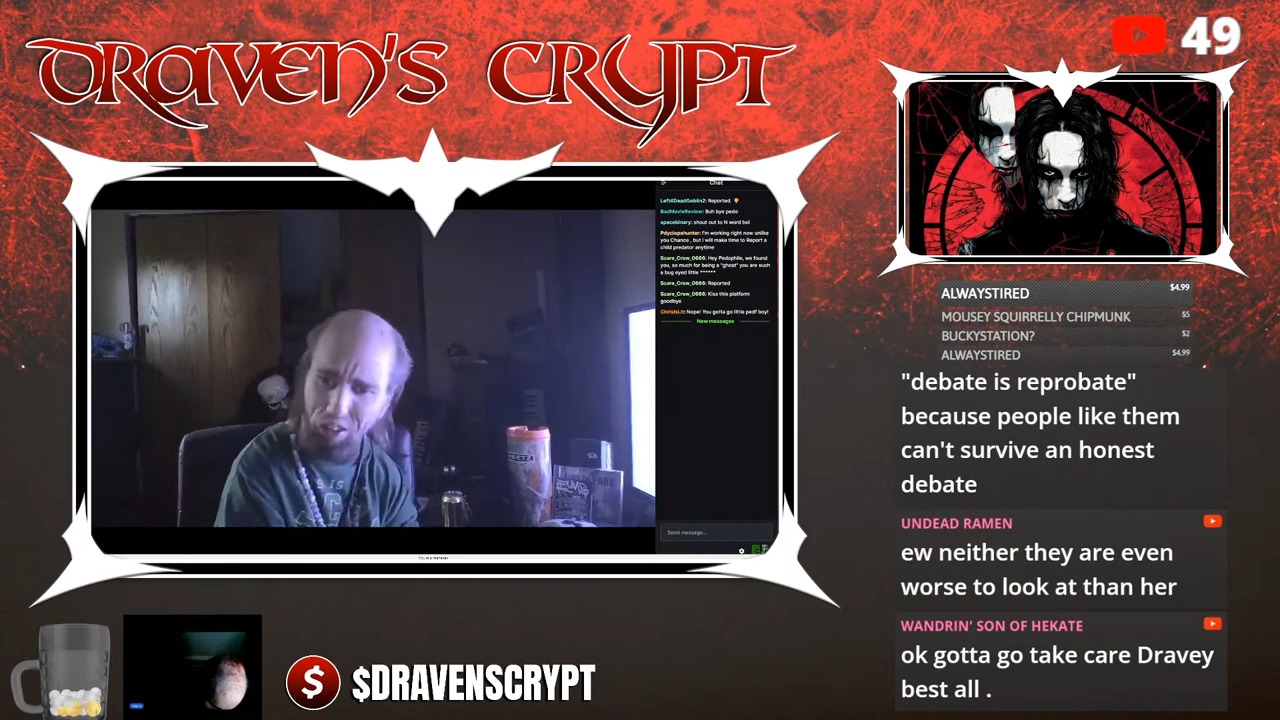 DRAVEN'S CRYPT
49
Chat
Left4DeadGoblin2: Reported.
BadMovieReview: Buh bye pedo
spacebinary: shout out to N word boi
Pdyclopshunter: I'm working right now unlike
you Chance , but i will make time to Report a
child predator anytime
Scare_Crow_0666: Hey Pedophile, we found
you, so much for being a "ghost" you are such
a bug eyed little ******
Scare_Crow_0666: Reported
Scare_Crow_0666: Kiss this platform
goodbye
ChrisIsLit: Nope! You gotta go little pedf boy!
New messages
Send message...
ALWAYSTIRED $4.99
MOUSEY SQUIRRELLY CHIPMUNK $5
BUCKYSTATION? $2
ALWAYSTIRED $4.99
"debate is reprobate"
because people like them
can't survive an honest
debate
UNDEAD RAMEN
ew neither they are even
worse to look at than her
WANDRIN' SON OF HEKATE
ok gotta go take care Dravey
best all .
$ $DRAVENSCRYPT